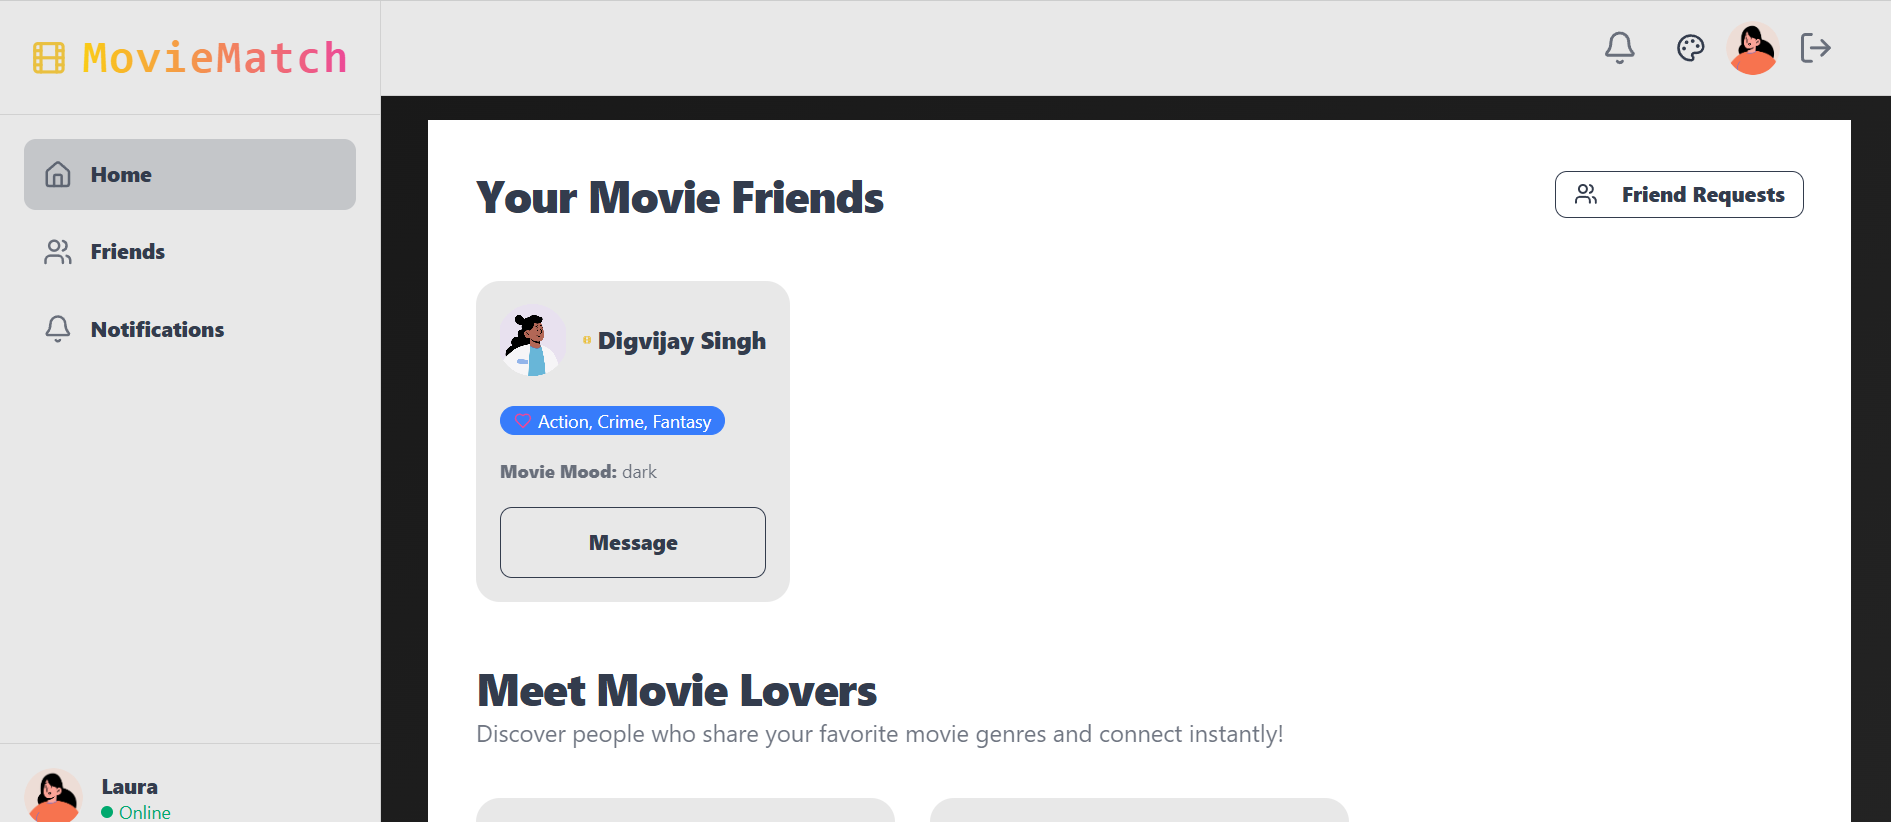 MovieMatch
Home
Friends
Notifications
Laura
Online
Your Movie Friends
Friend Requests
Digvijay Singh
Action, Crime, Fantasy
Movie Mood: dark
Message
Meet Movie Lovers
Discover people who share your favorite movie genres and connect instantly!